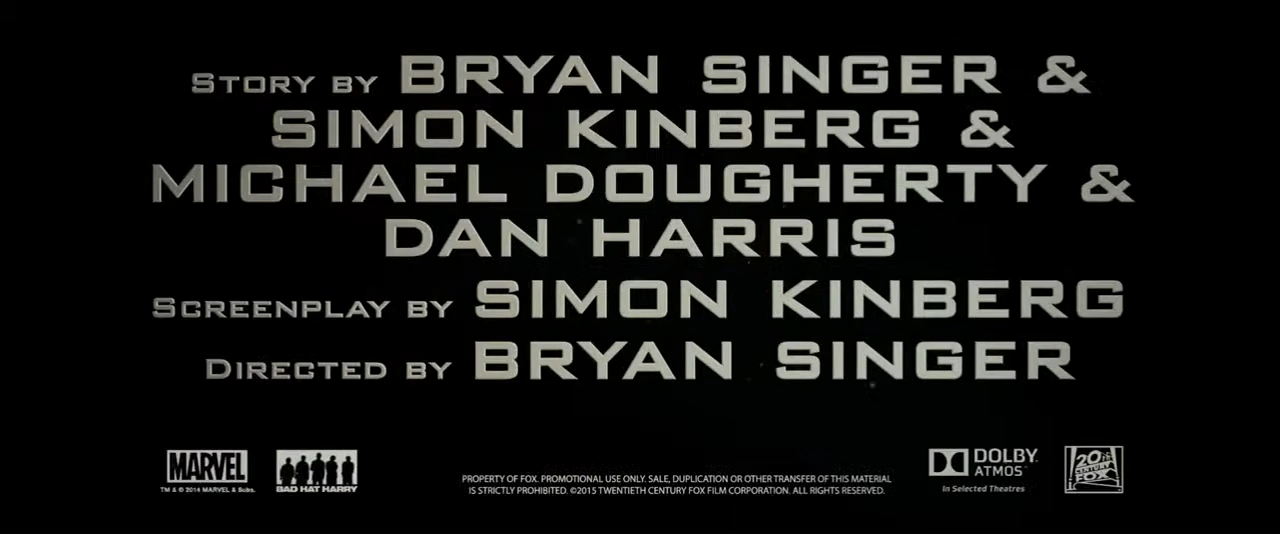 STORY BY BRYAN SINGER &
SIMON KINBERG &
MICHAEL DOUGHERTY &
DAN HARRIS
SCREENPLAY BY SIMON KINBERG
DIRECTED BY BRYAN SINGER
MARVEL
TM & © 2014 MARVEL & Subs.
BAD HAT HARRY
PROPERTY OF FOX. PROMOTIONAL USE ONLY. SALE, DUPLICATION OR OTHER TRANSFER OF THIS MATERIAL
IS STRICTLY PROHIBITED. ©2015 TWENTIETH CENTURY FOX FILM CORPORATION. ALL RIGHTS RESERVED.
DOLBY
ATMOS
In Selected Theatres
20th
CENTURY
FOX